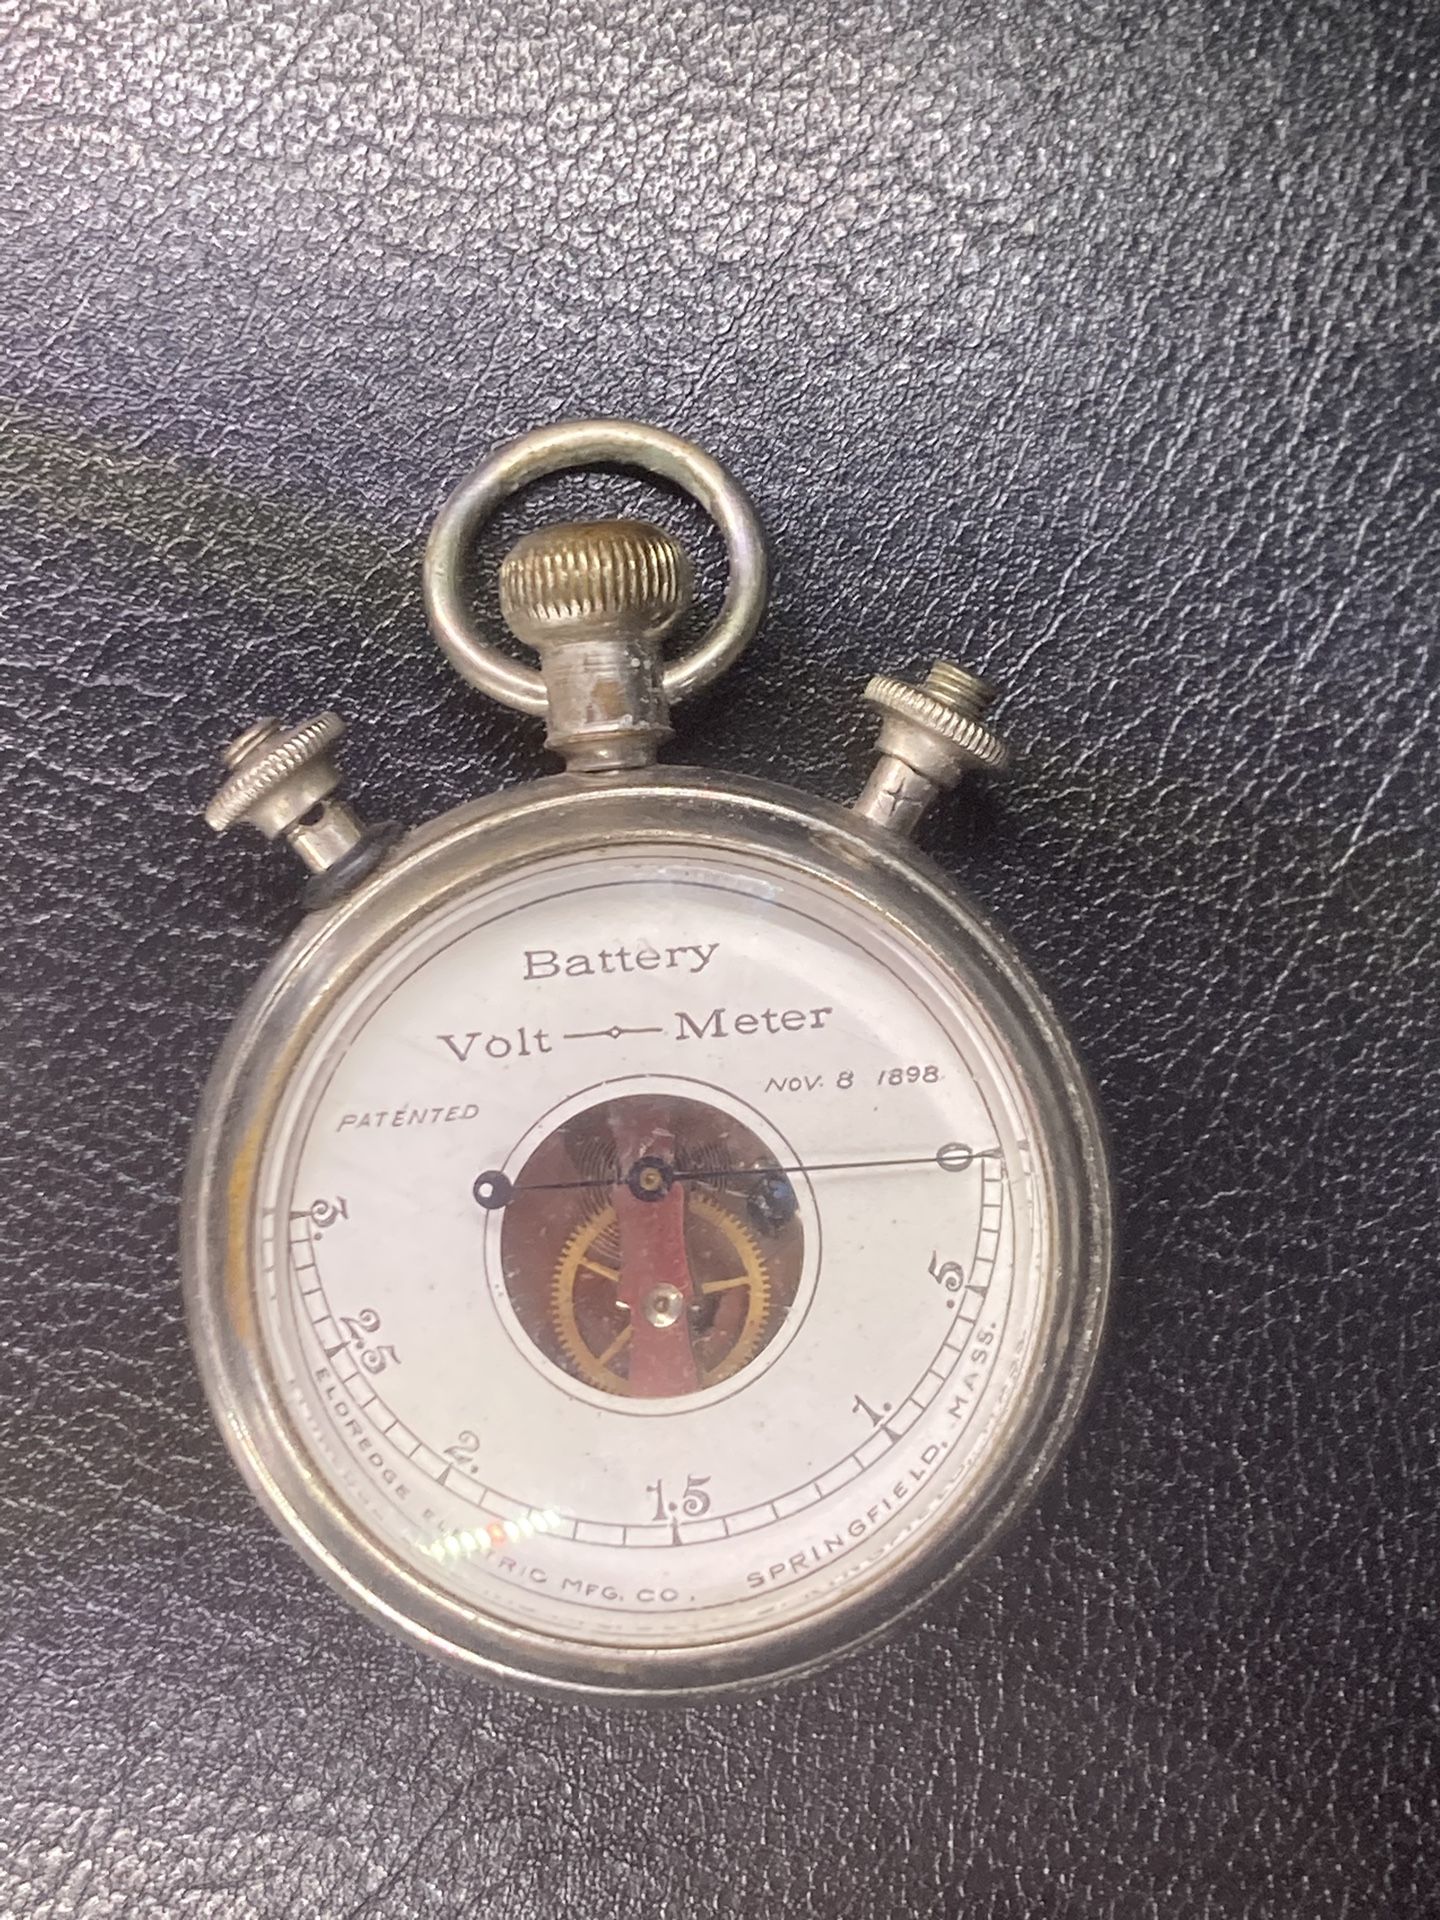 Battery
Volt Meter
PATENTED NOV. 8 1898
0
.5
1.
1.5
2.
2.5
3.
ELDREDGE ELECTRIC MFG. CO. SPRINGFIELD, MASS.
+